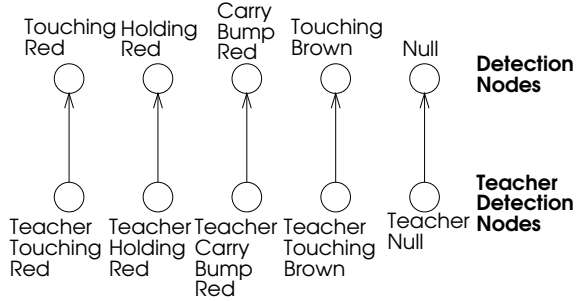 Touching
Red
Holding
Red
Carry
Bump
Red
Touching
Brown
Null
Detection
Nodes
Teacher
Touching
Red
Teacher
Holding
Red
Teacher
Carry
Bump
Red
Teacher
Touching
Brown
Teacher
Null
Teacher
Detection
Nodes